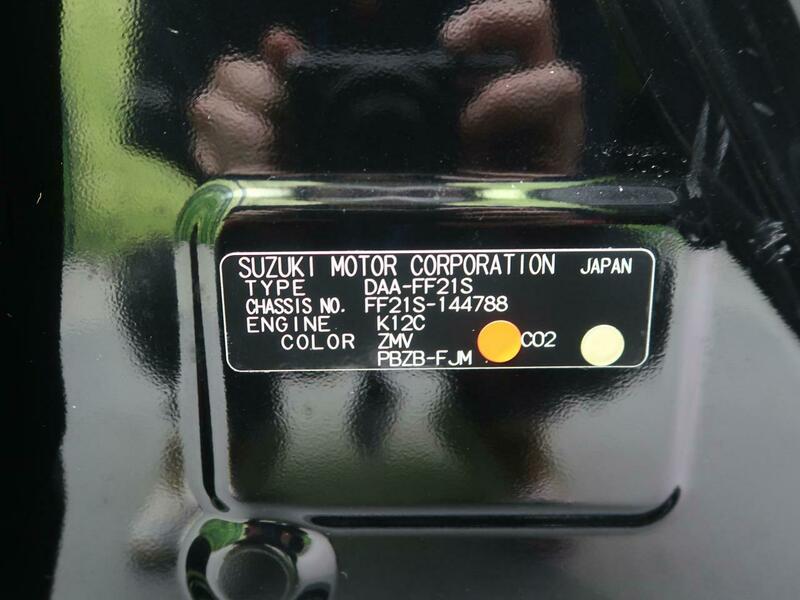 SUZUKI MOTOR CORPORATION JAPAN
TYPE DAA-FF21S
CHASSIS NO. FF21S-144788
ENGINE K12C
COLOR ZMV C02
PBZB-FJM